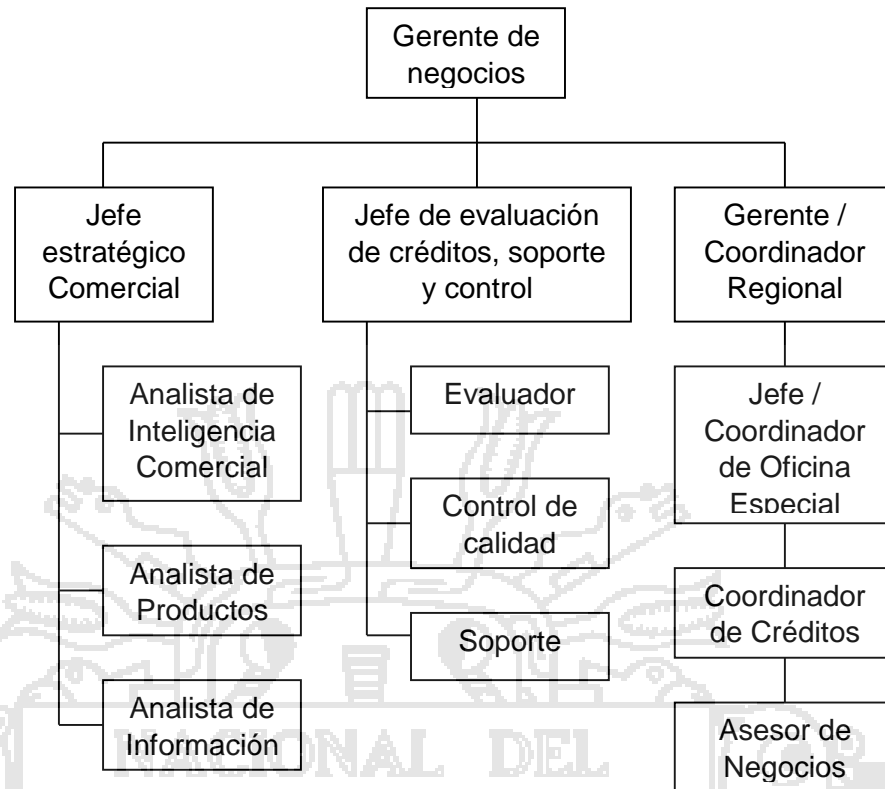 Gerente de
negocios
Jefe
estratégico
Comercial
Analista de
Inteligencia
Comercial
Analista de
Productos
Analista de
Información
Jefe de evaluación
de créditos, soporte
y control
Evaluador
Control de
calidad
Soporte
Gerente /
Coordinador
Regional
Jefe /
Coordinador
de Oficina
Especial
Coordinador
de Créditos
Asesor de
Negocios
NACIONAL DEL